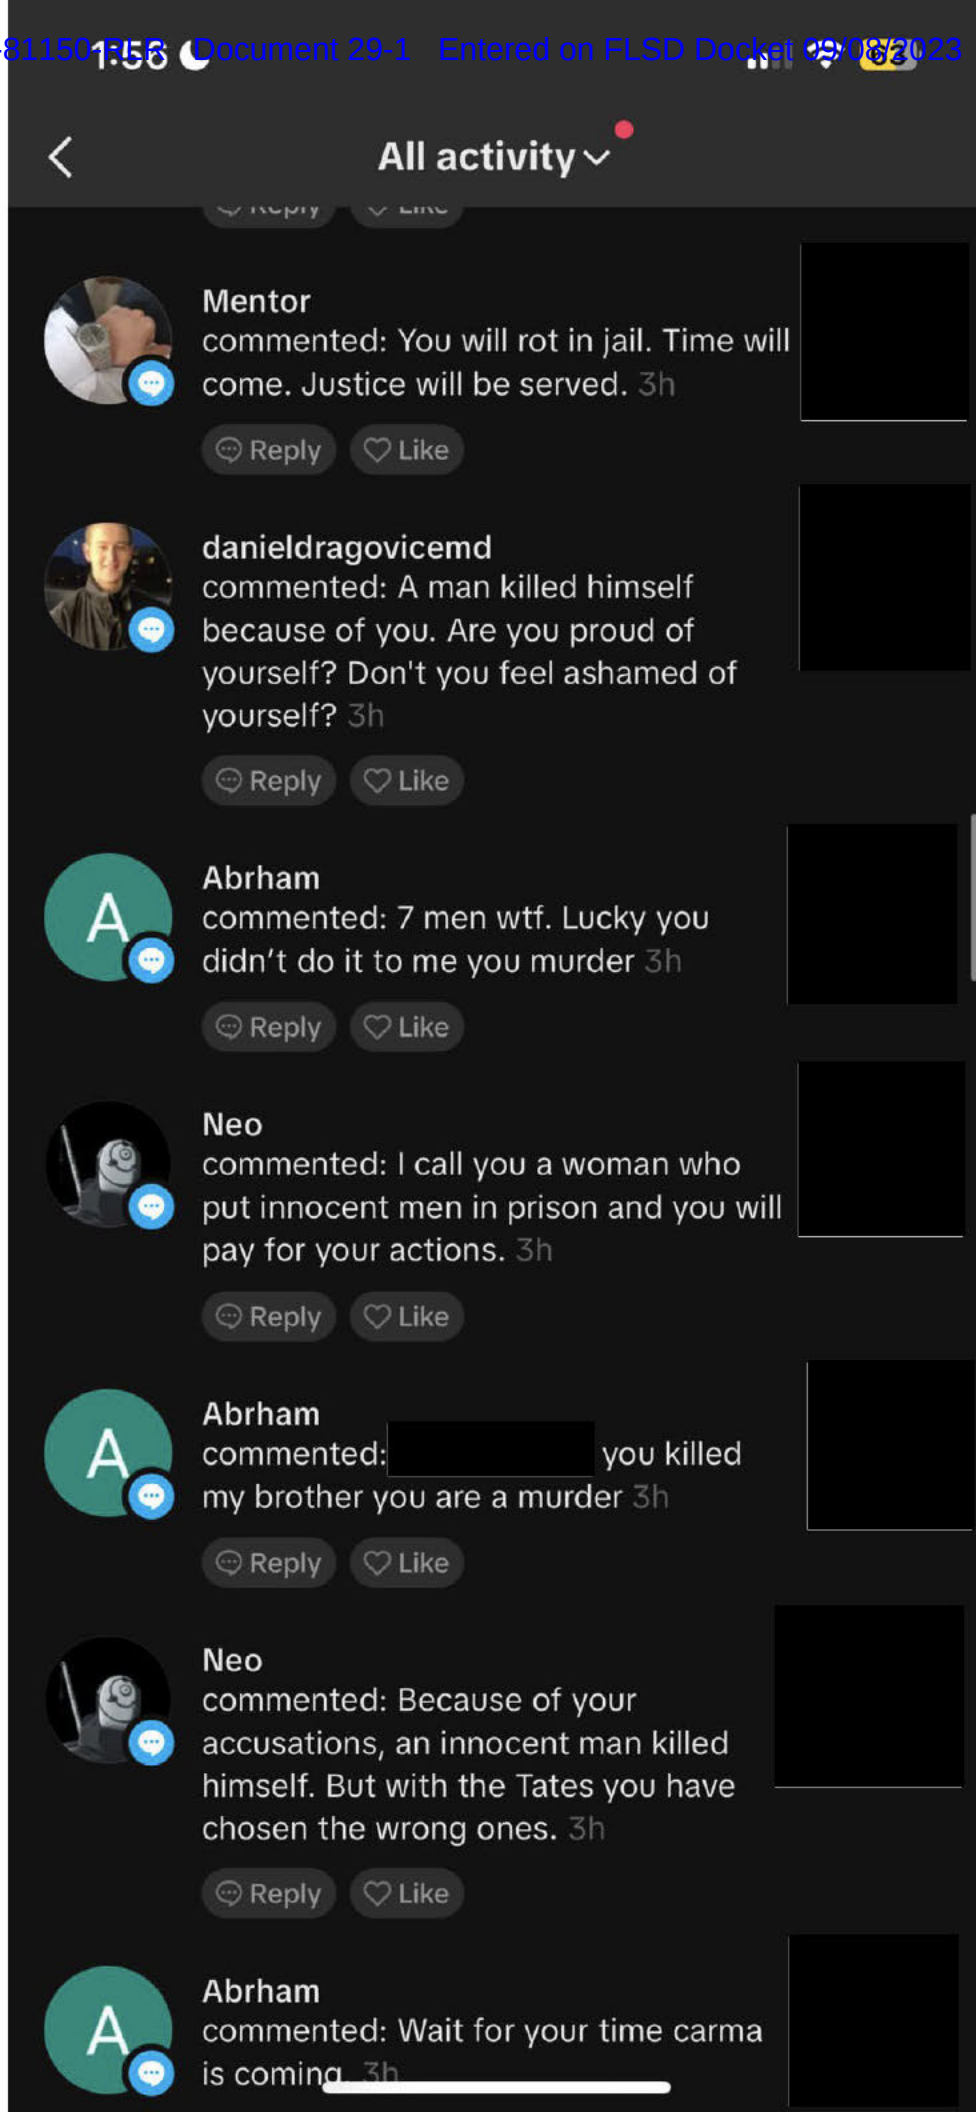 -81150-RLR Document 29-1 Entered on FLSD Docket 09/08/2023
1:56
All activity
Reply Like
Mentor
commented: You will rot in jail. Time will
come. Justice will be served. 3h
Reply Like
danieldragovicemd
commented: A man killed himself
because of you. Are you proud of
yourself? Don't you feel ashamed of
yourself? 3h
Reply Like
A
Abrham
commented: 7 men wtf. Lucky you
didn’t do it to me you murder 3h
Reply Like
Neo
commented: I call you a woman who
put innocent men in prison and you will
pay for your actions. 3h
Reply Like
A
Abrham
commented: you killed
my brother you are a murder 3h
Reply Like
Neo
commented: Because of your
accusations, an innocent man killed
himself. But with the Tates you have
chosen the wrong ones. 3h
Reply Like
A
Abrham
commented: Wait for your time carma
is coming. 3h